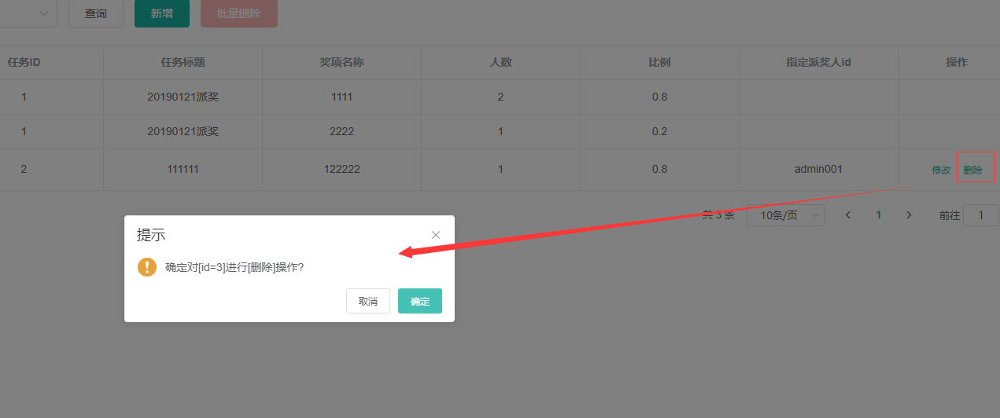 查询 新增 批量删除
任务ID 任务标题 奖项名称 人数 比例 指定派奖人id 操作
1 20190121派奖 1111 2 0.8
1 20190121派奖 2222 1 0.2
2 111111 122222 1 0.8 admin001 修改 删除
共 3 条 10条/页 1 前往 1
提示
确定对[id=3]进行[删除]操作?
取消 确定